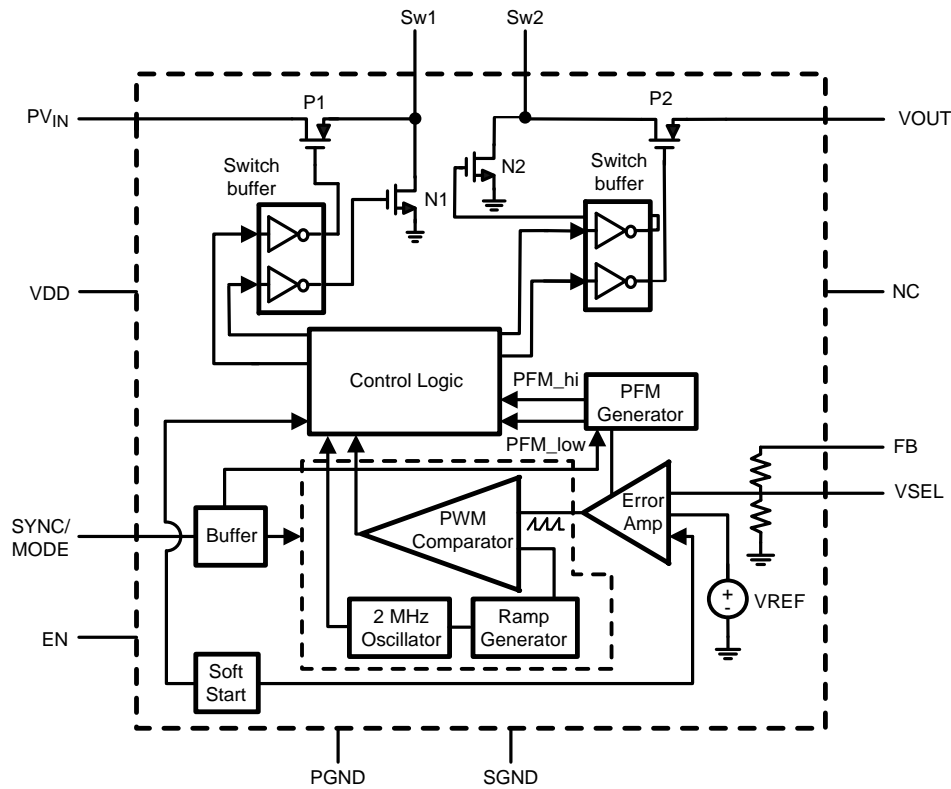 Sw1
Sw2
P1
P2
PVIN
VOUT
Switch
buffer
N1
N2
Switch
buffer
VDD
NC
Control Logic
PFM_hi
PFM
Generator
PFM_low
FB
VSEL
Error
Amp
SYNC/
MODE
Buffer
PWM
Comparator
+
-
VREF
2 MHz
Oscillator
Ramp
Generator
EN
Soft
Start
PGND
SGND